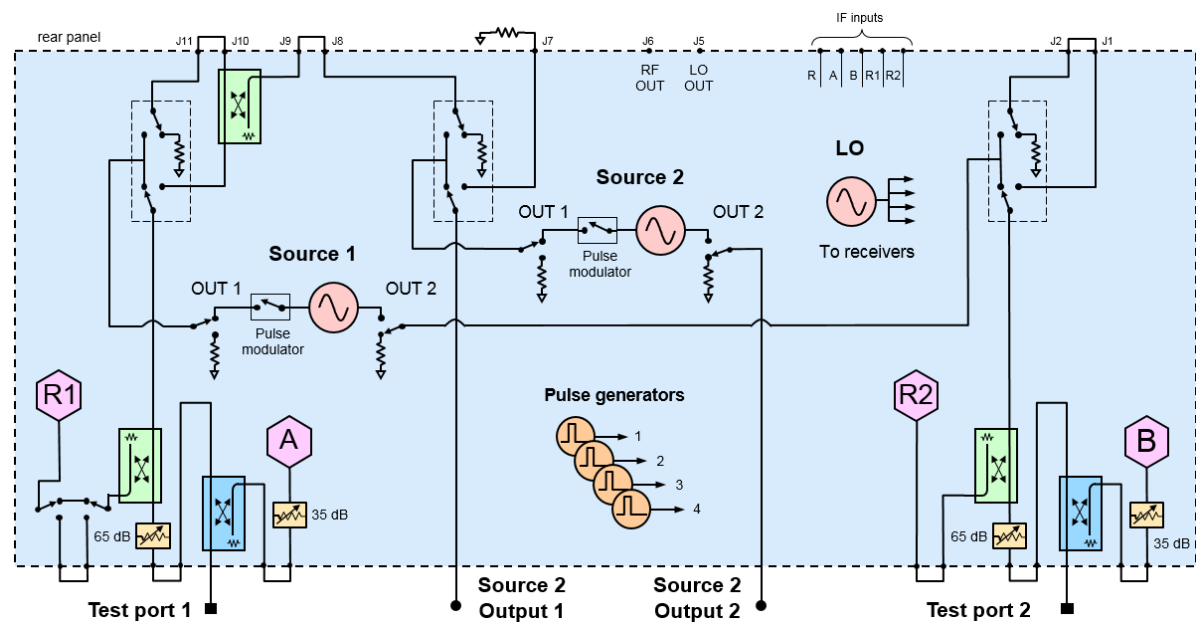 IF inputs
rear panel
J11
J10
J9
J8
J7
J6
J5
J2
J1
RF
OUT
LO
OUT
R
A
B
R1
R2
LO
To receivers
Source 2
OUT 1
OUT 2
Pulse
modulator
Source 1
OUT 1
OUT 2
Pulse
modulator
R1
A
R2
B
Pulse generators
1
2
3
4
65 dB
35 dB
65 dB
35 dB
Test port 1
Source 2
Output 1
Source 2
Output 2
Test port 2